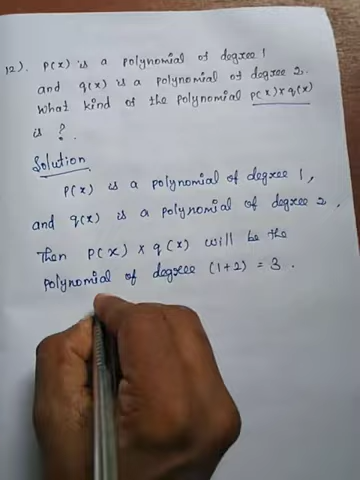 12). P(x) is a polynomial of degree 1
and q(x) is a polynomial of degree 2.
What kind of the polynomial P(x) x q(x)
is ?
Solution
P(x) is a polynomial of degree 1,
and q(x) is a polynomial of degree 2,
Then P(x) x q(x) will be the
polynomial of degree (1+2) = 3.